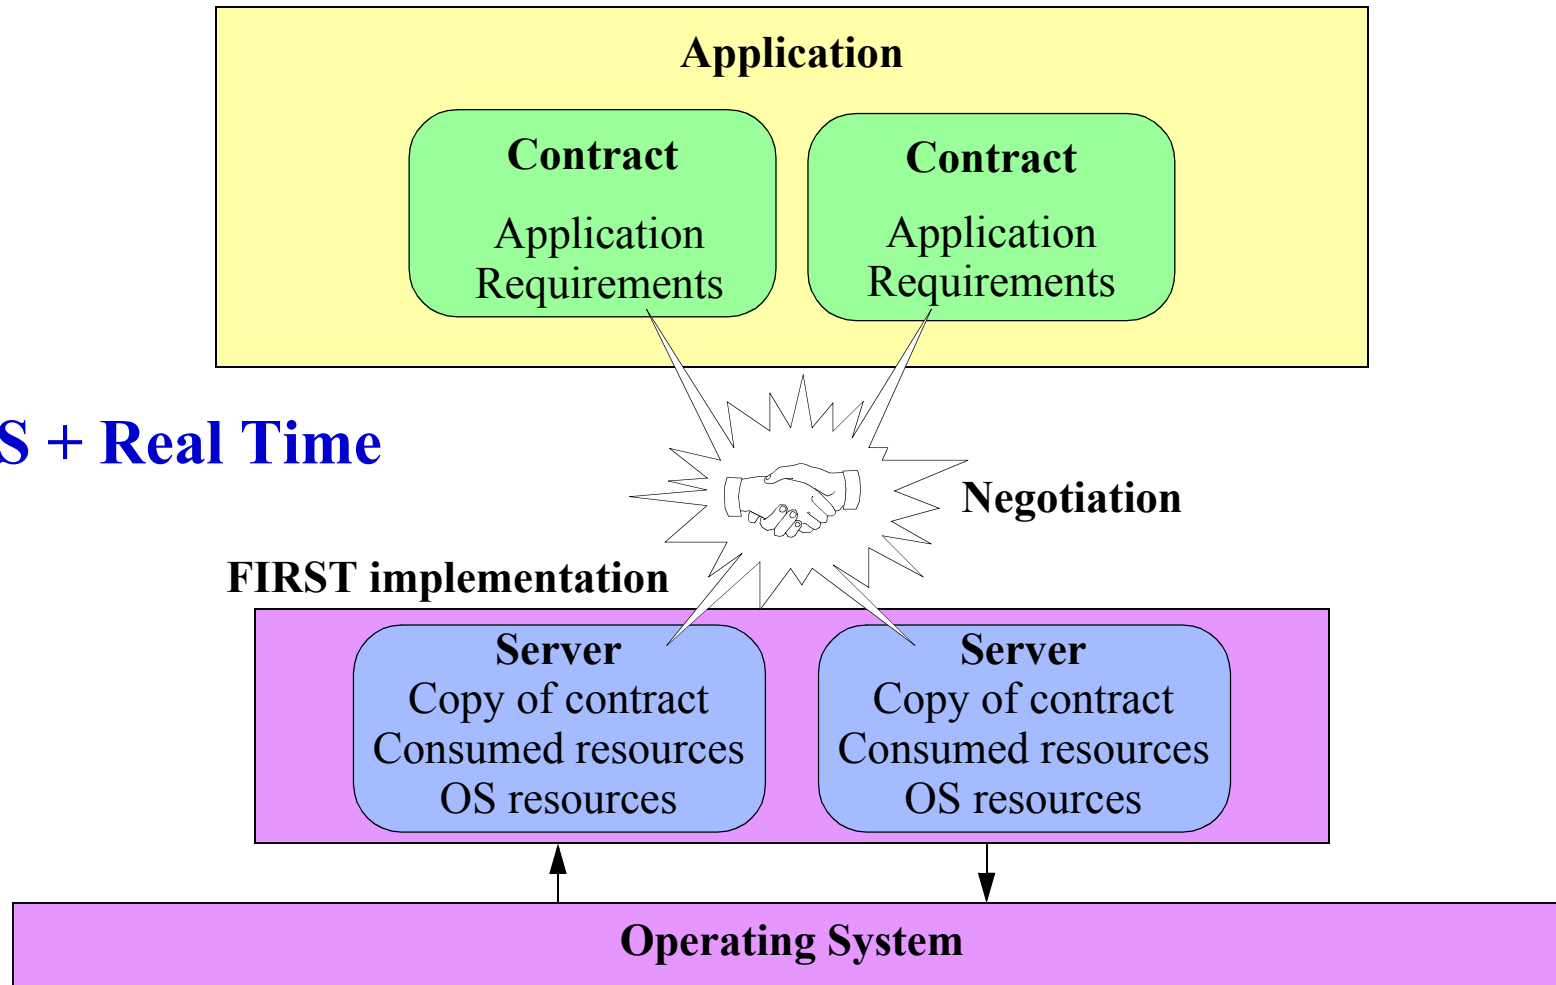 Application
Contract
Application
Requirements
Contract
Application
Requirements
S + Real Time
Negotiation
FIRST implementation
Server
Copy of contract
Consumed resources
OS resources
Server
Copy of contract
Consumed resources
OS resources
Operating System